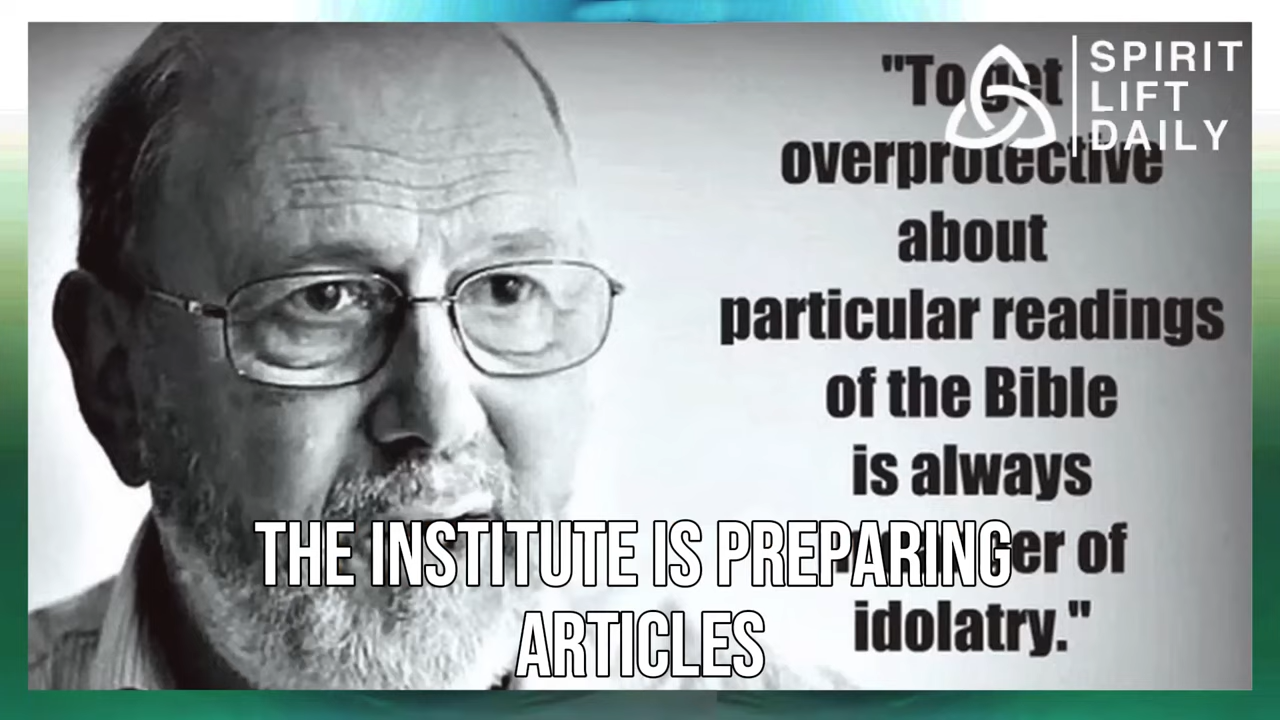 "To get
overprotective
about
particular readings
of the Bible
is always
of
idolatry."
SPIRIT
LIFT
DAILY
THE INSTITUTE IS PREPARING
ARTICLES